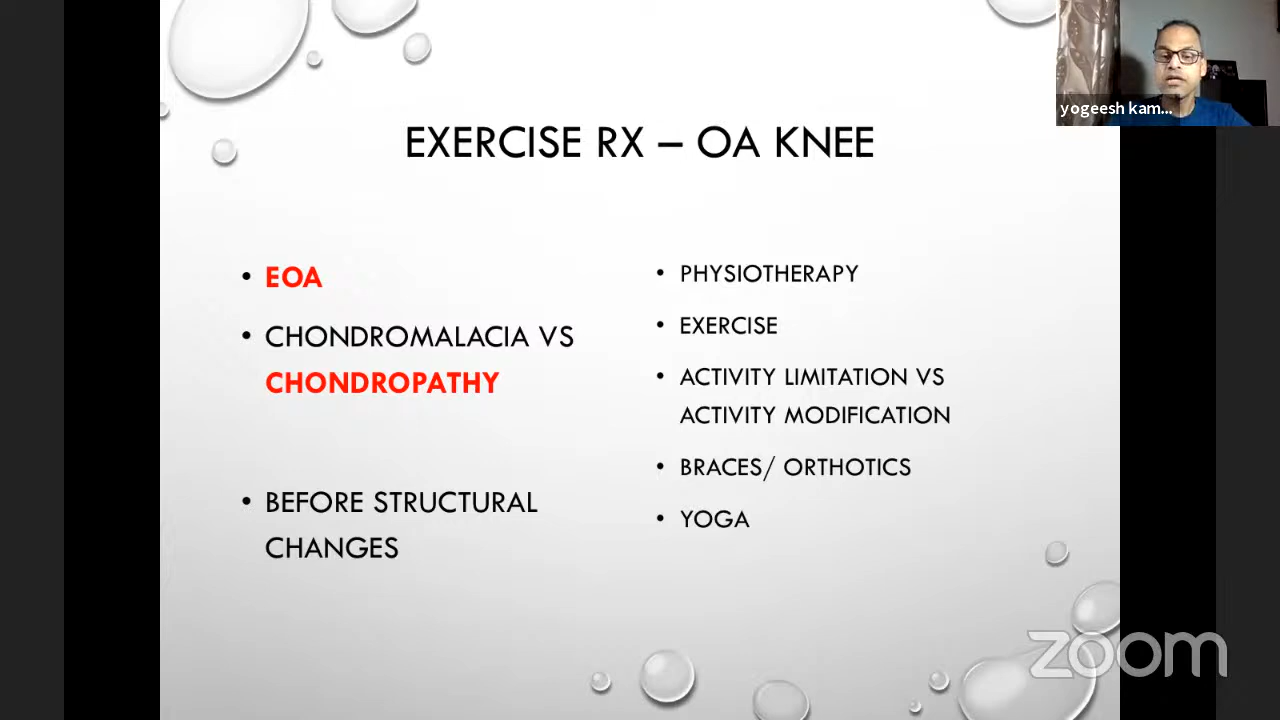 yogeesh kam...
EXERCISE RX – OA KNEE
• EOA
• CHONDROMALACIA VS
CHONDROPATHY
• BEFORE STRUCTURAL
CHANGES
• PHYSIOTHERAPY
• EXERCISE
• ACTIVITY LIMITATION VS
ACTIVITY MODIFICATION
• BRACES/ ORTHOTICS
• YOGA
zoom